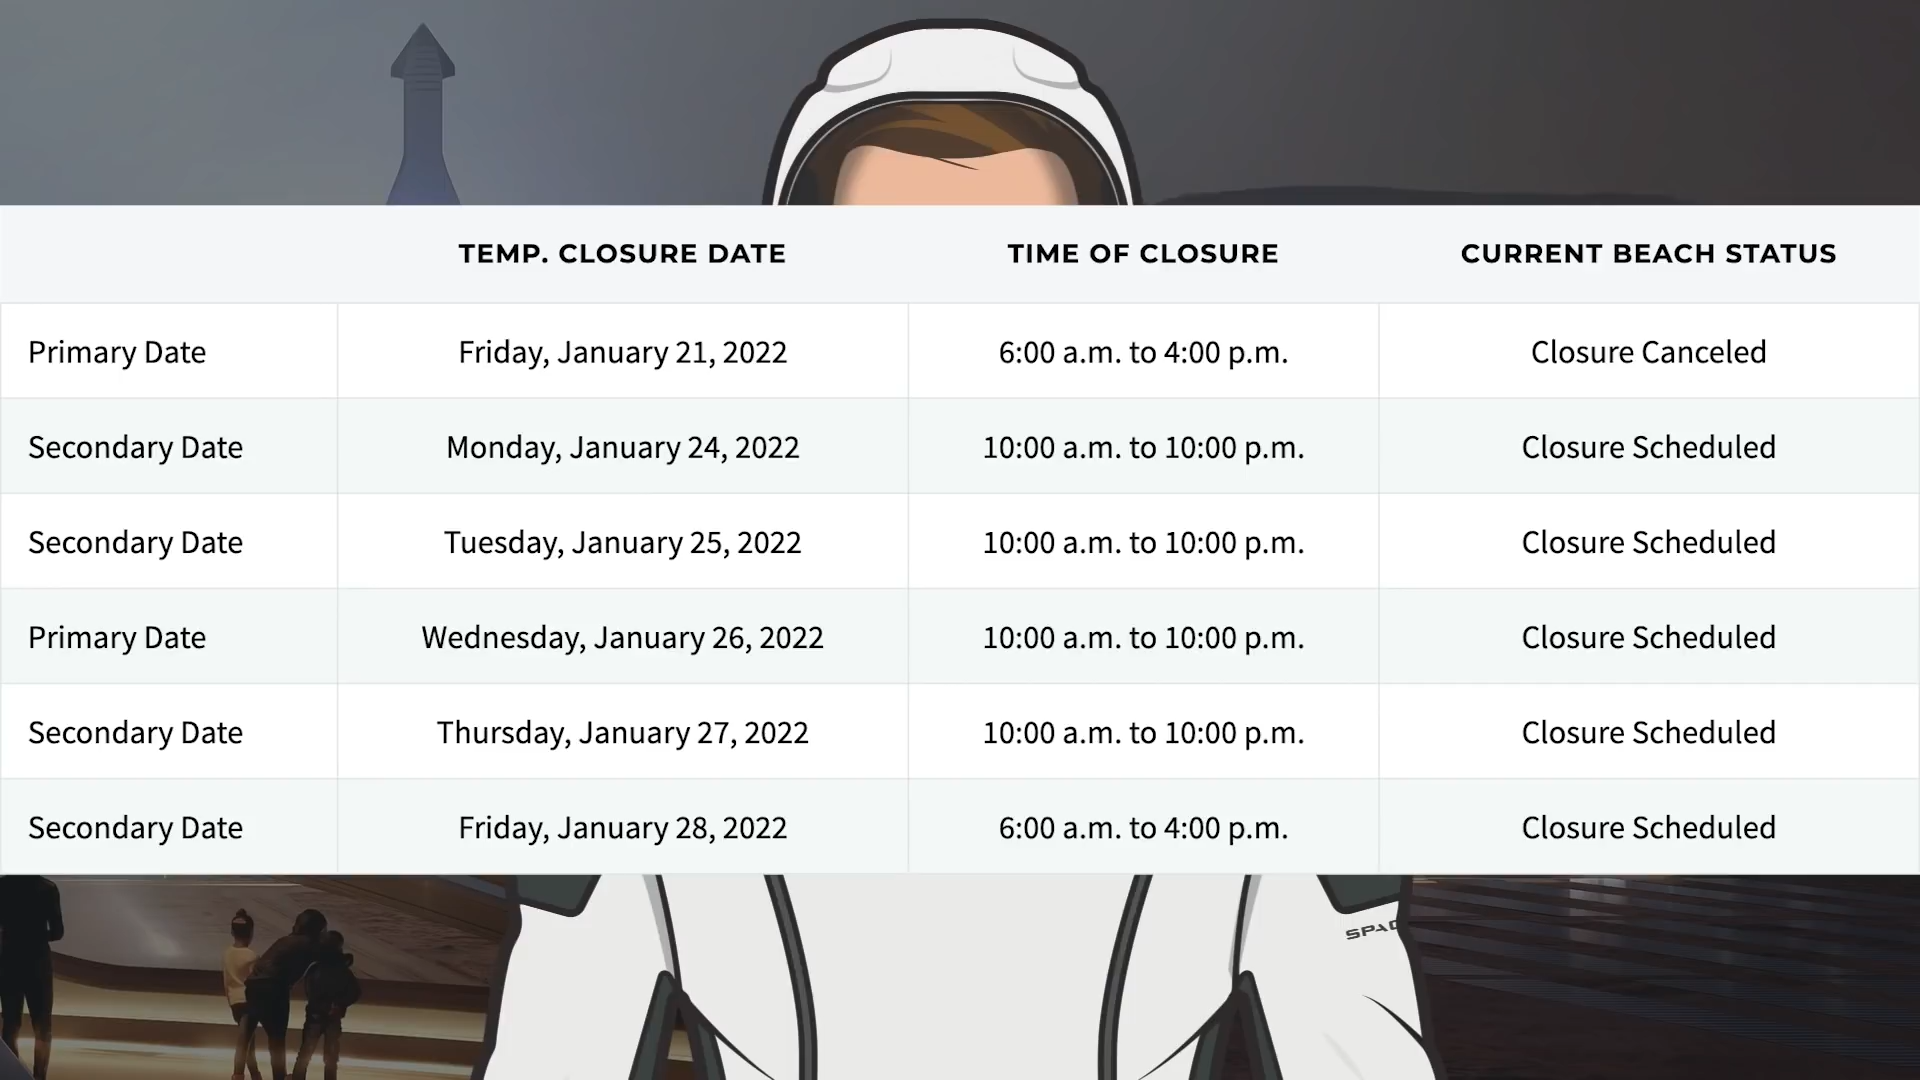 TEMP. CLOSURE DATE TIME OF CLOSURE CURRENT BEACH STATUS
Primary Date Friday, January 21, 2022 6:00 a.m. to 4:00 p.m. Closure Canceled
Secondary Date Monday, January 24, 2022 10:00 a.m. to 10:00 p.m. Closure Scheduled
Secondary Date Tuesday, January 25, 2022 10:00 a.m. to 10:00 p.m. Closure Scheduled
Primary Date Wednesday, January 26, 2022 10:00 a.m. to 10:00 p.m. Closure Scheduled
Secondary Date Thursday, January 27, 2022 10:00 a.m. to 10:00 p.m. Closure Scheduled
Secondary Date Friday, January 28, 2022 6:00 a.m. to 4:00 p.m. Closure Scheduled
SPAC